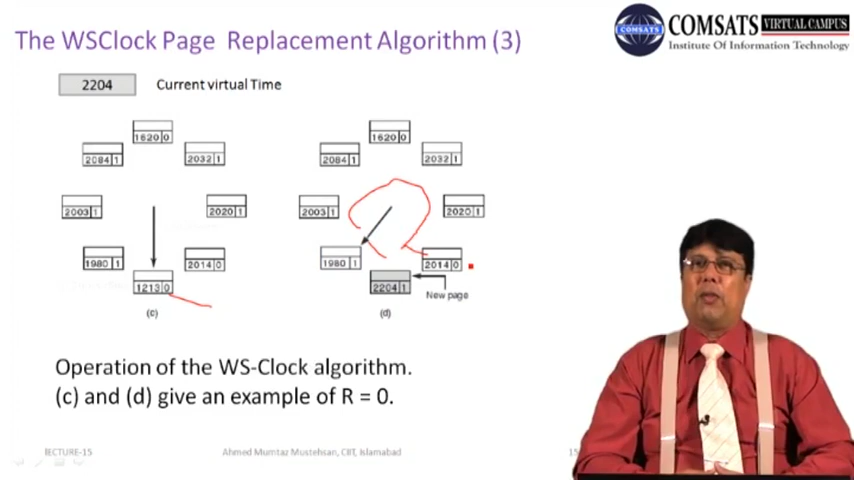 The WSClock Page Replacement Algorithm (3)
COMSATS VIRTUAL CAMPUS
COMSATS
Institute Of Information Technology
2204 Current virtual Time
1620 0
1620 0
2084 1
2032 1
2084 1
2032 1
2003 1
2020 1
2003 1
2020 1
1980 1
2014 0
1980 1
2014 0
1213 0
2204 1
New page
(c)
(d)
Operation of the WS-Clock algorithm.
(c) and (d) give an example of R = 0.
LECTURE-15
Ahmed Mumtaz Mustehsan, CIIT, Islamabad
15